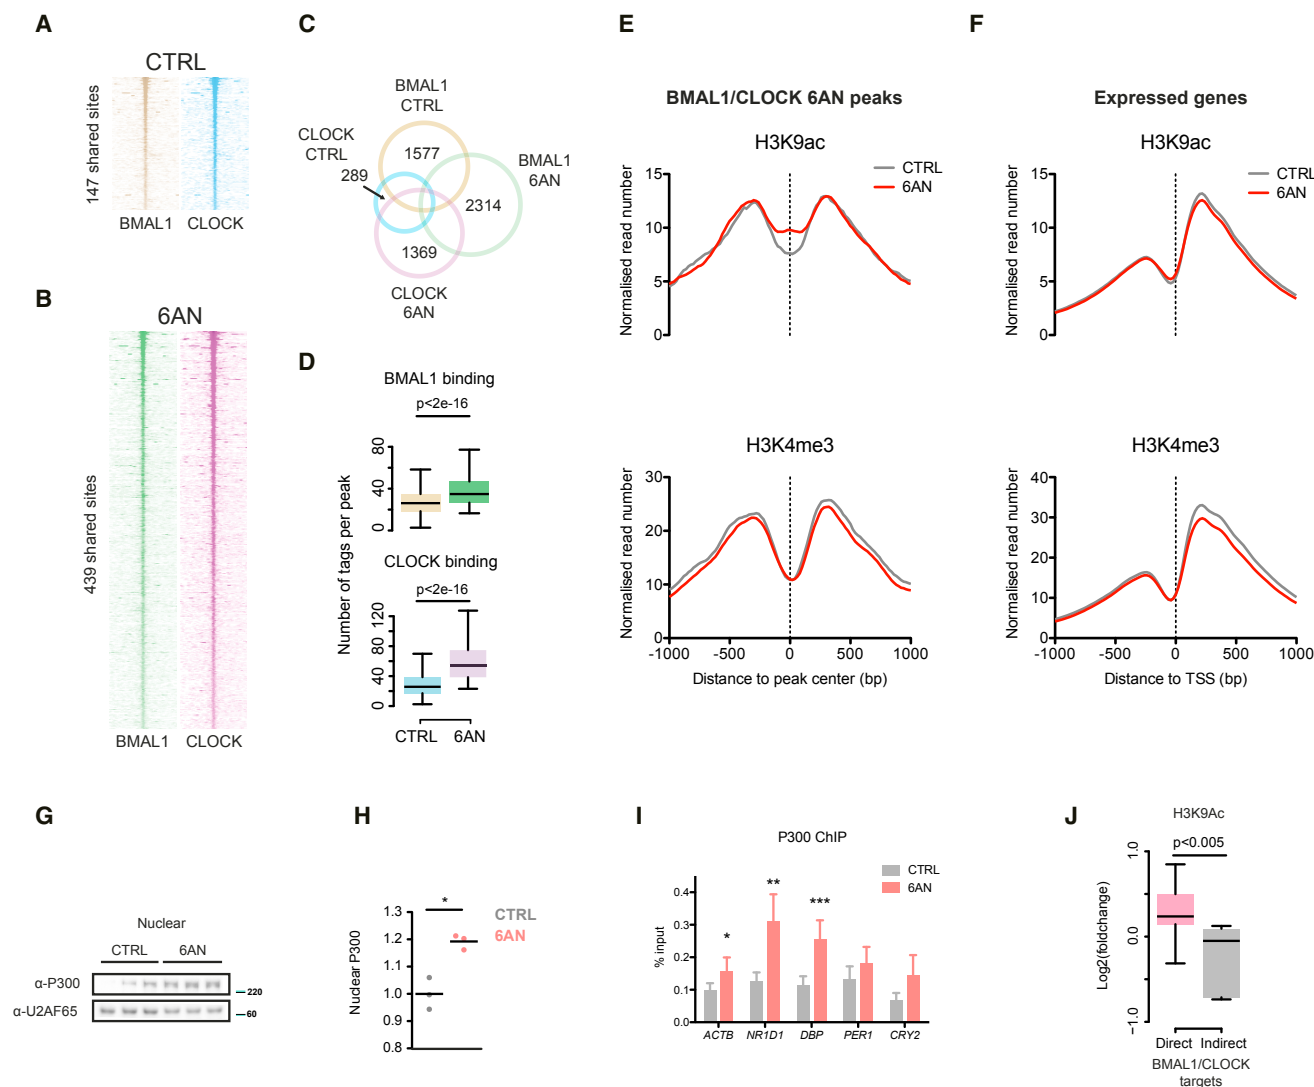 A
CTRL
147 shared sites
BMAL1
CLOCK
B
6AN
439 shared sites
BMAL1
CLOCK
C
BMAL1
CTRL
CLOCK
CTRL
289
1577
BMAL1
6AN
2314
1369
CLOCK
6AN
D
BMAL1 binding
p<2e-16
80
40
0
CLOCK binding
p<2e-16
120
80
40
0
Number of tags per peak
CTRL
6AN
E
BMAL1/CLOCK 6AN peaks
H3K9ac
CTRL
6AN
15
10
5
0
Normalised read number
H3K4me3
30
20
10
0
Normalised read number
-1000
-500
0
500
1000
Distance to peak center (bp)
F
Expressed genes
H3K9ac
CTRL
6AN
15
10
5
0
Normalised read number
H3K4me3
40
30
20
10
0
Normalised read number
-1000
-500
0
500
1000
Distance to TSS (bp)
G
Nuclear
CTRL
6AN
α-P300
220
α-U2AF65
60
H
*
CTRL
6AN
1.3
1.2
1.1
1.0
0.9
0.8
Nuclear P300
I
P300 ChIP
CTRL
6AN
0.4
0.3
0.2
0.1
0.0
% input
*
**
***
ACTB
NR1D1
DBP
PER1
CRY2
J
H3K9Ac
p<0.005
1.0
0.0
-1.0
Log2(foldchange)
Direct
Indirect
BMAL1/CLOCK
targets